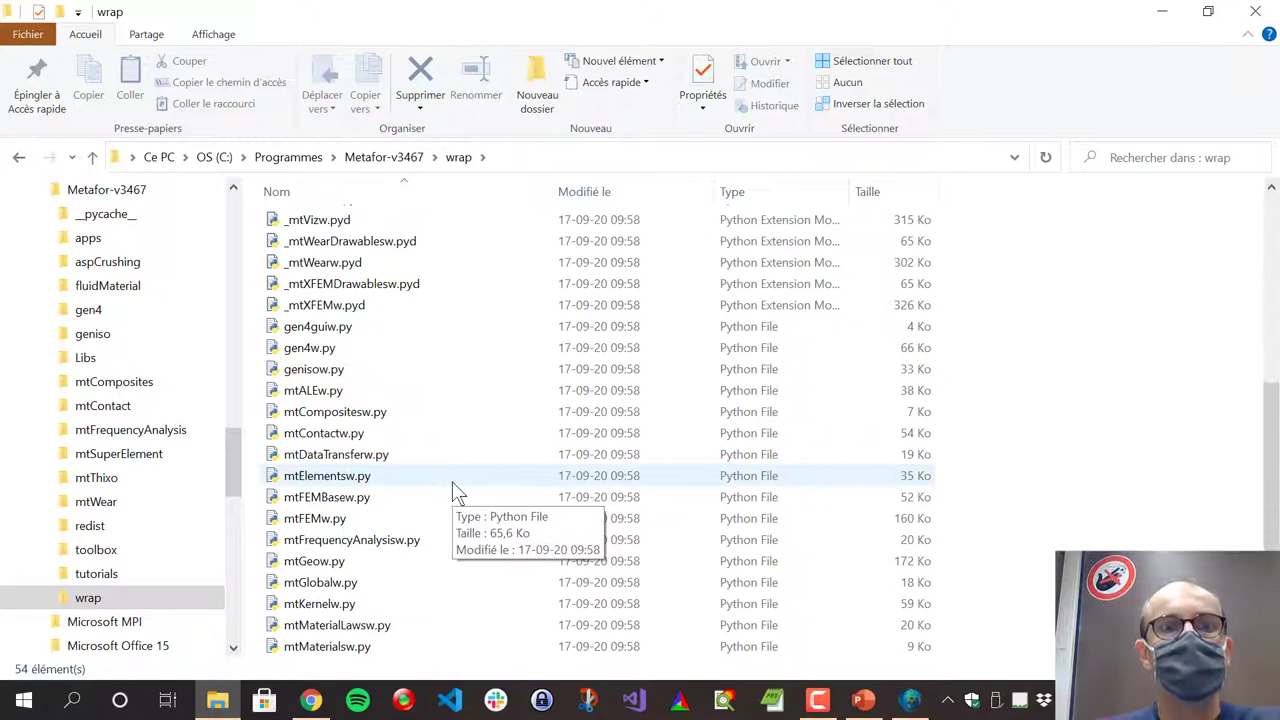 wrap
Fichier Accueil Partage Affichage
Épingler à Accès rapide
Copier
Coller
Couper
Copier le chemin d'accès
Coller le raccourci
Presse-papiers
Déplacer vers
Copier vers
Supprimer
Renommer
Organiser
Nouveau dossier
Nouvel élément
Accès rapide
Nouveau
Propriétés
Ouvrir
Modifier
Historique
Ouvrir
Sélectionner tout
Aucun
Inverser la sélection
Sélectionner
Ce PC > OS (C:) > Programmes > Metafor-v3467 > wrap >
Rechercher dans : wrap
Metafor-v3467
__pycache__
apps
aspCrushing
fluidMaterial
gen4
geniso
Libs
mtComposites
mtContact
mtFrequencyAnalysis
mtSuperElement
mtThixo
mtWear
redist
toolbox
tutorials
wrap
Microsoft MPI
Microsoft Office 15
Nom Modifié le Type Taille
_mtVizw.pyd 17-09-20 09:58 Python Extension Mo... 315 Ko
_mtWearDrawablesw.pyd 17-09-20 09:58 Python Extension Mo... 65 Ko
_mtWearw.pyd 17-09-20 09:58 Python Extension Mo... 302 Ko
_mtXFEMDrawablesw.pyd 17-09-20 09:58 Python Extension Mo... 65 Ko
_mtXFEMw.pyd 17-09-20 09:58 Python Extension Mo... 326 Ko
gen4guiw.py 17-09-20 09:58 Python File 4 Ko
gen4w.py 17-09-20 09:58 Python File 66 Ko
genisow.py 17-09-20 09:58 Python File 33 Ko
mtALEw.py 17-09-20 09:58 Python File 38 Ko
mtCompositesw.py 17-09-20 09:58 Python File 7 Ko
mtContactw.py 17-09-20 09:58 Python File 54 Ko
mtDataTransferw.py 17-09-20 09:58 Python File 19 Ko
mtElementsw.py 17-09-20 09:58 Python File 35 Ko
mtFEMBasew.py 17-09-20 09:58 Python File 52 Ko
mtFEMw.py 160 Ko
mtFrequencyAnalysisw.py 20 Ko
mtGeow.py 17-09-20 09:58 Python File 172 Ko
mtGlobalw.py 17-09-20 09:58 Python File 18 Ko
mtKernelw.py 17-09-20 09:58 Python File 59 Ko
mtMaterialLawsw.py 17-09-20 09:58 Python File 20 Ko
mtMaterialsw.py 17-09-20 09:58 Python File 9 Ko
Type : Python File
Taille : 65,6 Ko
Modifié le : 17-09-20 09:58
54 élément(s)